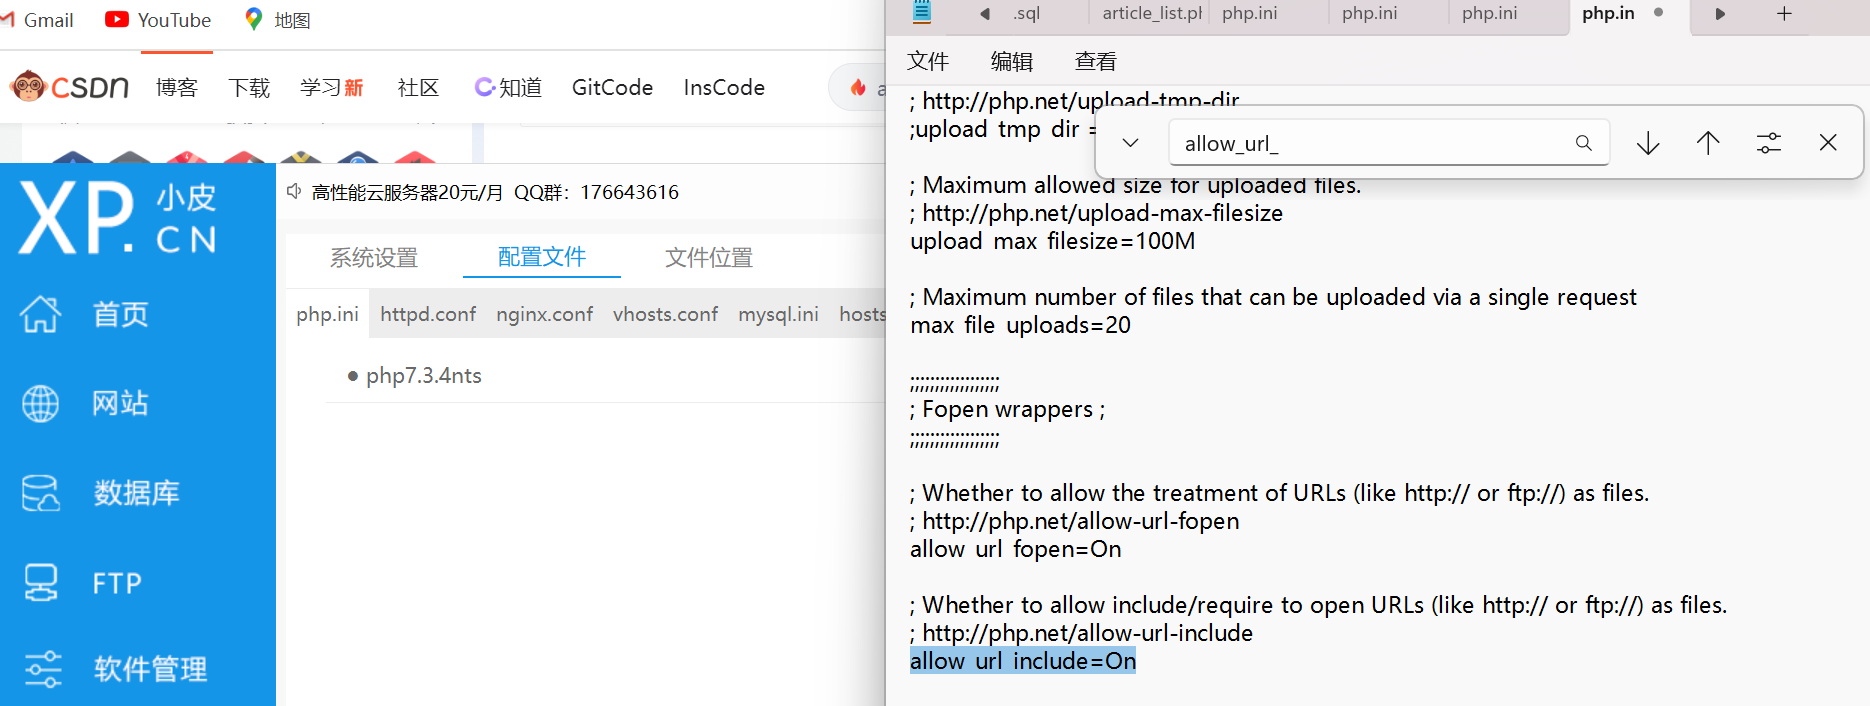 Gmail YouTube 地图
CSDN 博客 下载 学习新 社区 C知道 GitCode InsCode
XP. 小皮 CN
高性能云服务器20元/月 QQ群：176643616
系统设置 配置文件 文件位置
php.ini httpd.conf nginx.conf vhosts.conf mysql.ini hosts
php7.3.4nts
首页
网站
数据库
FTP
软件管理
.sql article_list.pl php.ini php.ini php.ini php.in
文件 编辑 查看
allow_url_
; http://php.net/upload-tmp-dir
;upload_tmp_dir =
; Maximum allowed size for uploaded files.
; http://php.net/upload-max-filesize
upload_max_filesize=100M
; Maximum number of files that can be uploaded via a single request
max_file_uploads=20
;;;;;;;;;;;;;;;;;;
; Fopen wrappers ;
;;;;;;;;;;;;;;;;;;
; Whether to allow the treatment of URLs (like http:// or ftp://) as files.
; http://php.net/allow-url-fopen
allow_url_fopen=On
; Whether to allow include/require to open URLs (like http:// or ftp://) as files.
; http://php.net/allow-url-include
allow_url_include=On